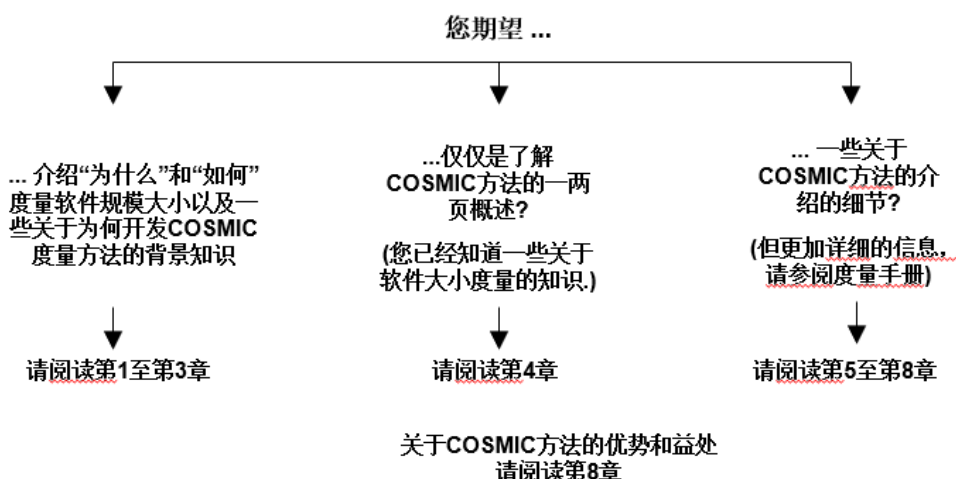 您期望 ...
... 介绍“为什么”和“如何”
度量软件规模大小以及一
些关于为何开发COSMIC
度量方法的背景知识
请阅读第1至第3章
...仅仅是了解
COSMIC方法的一两
页概述?
(您已经知道一些关于
软件大小度量的知识.)
请阅读第4章
... 一些关于
COSMIC方法的介
绍的细节?
(但更加详细的信息，
请参阅度量手册)
请阅读第5至第8章
关于COSMIC方法的优势和益处
请阅读第8章